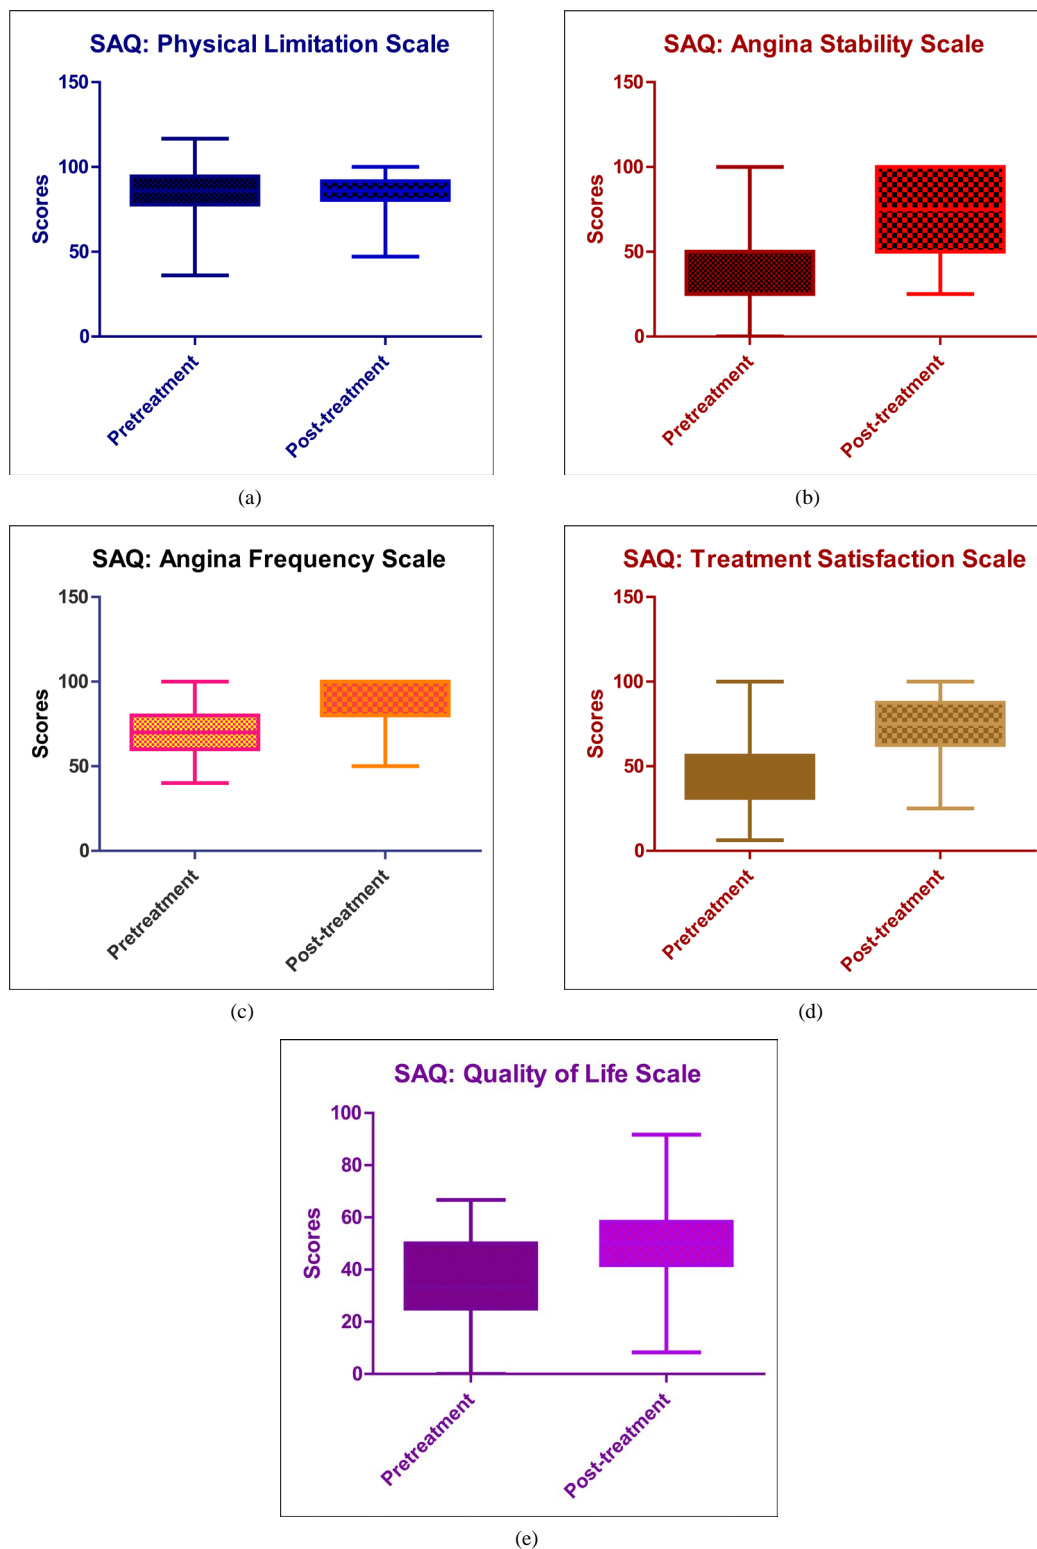 SAQ: Physical Limitation Scale
150
100
50
0
Scores
Pretreatment
Post-treatment
(a)
SAQ: Angina Stability Scale
150
100
50
0
Scores
Pretreatment
Post-treatment
(b)
SAQ: Angina Frequency Scale
150
100
50
0
Scores
Pretreatment
Post-treatment
(c)
SAQ: Treatment Satisfaction Scale
150
100
50
0
Scores
Pretreatment
Post-treatment
(d)
SAQ: Quality of Life Scale
100
80
60
40
20
0
Scores
Pretreatment
Post-treatment
(e)